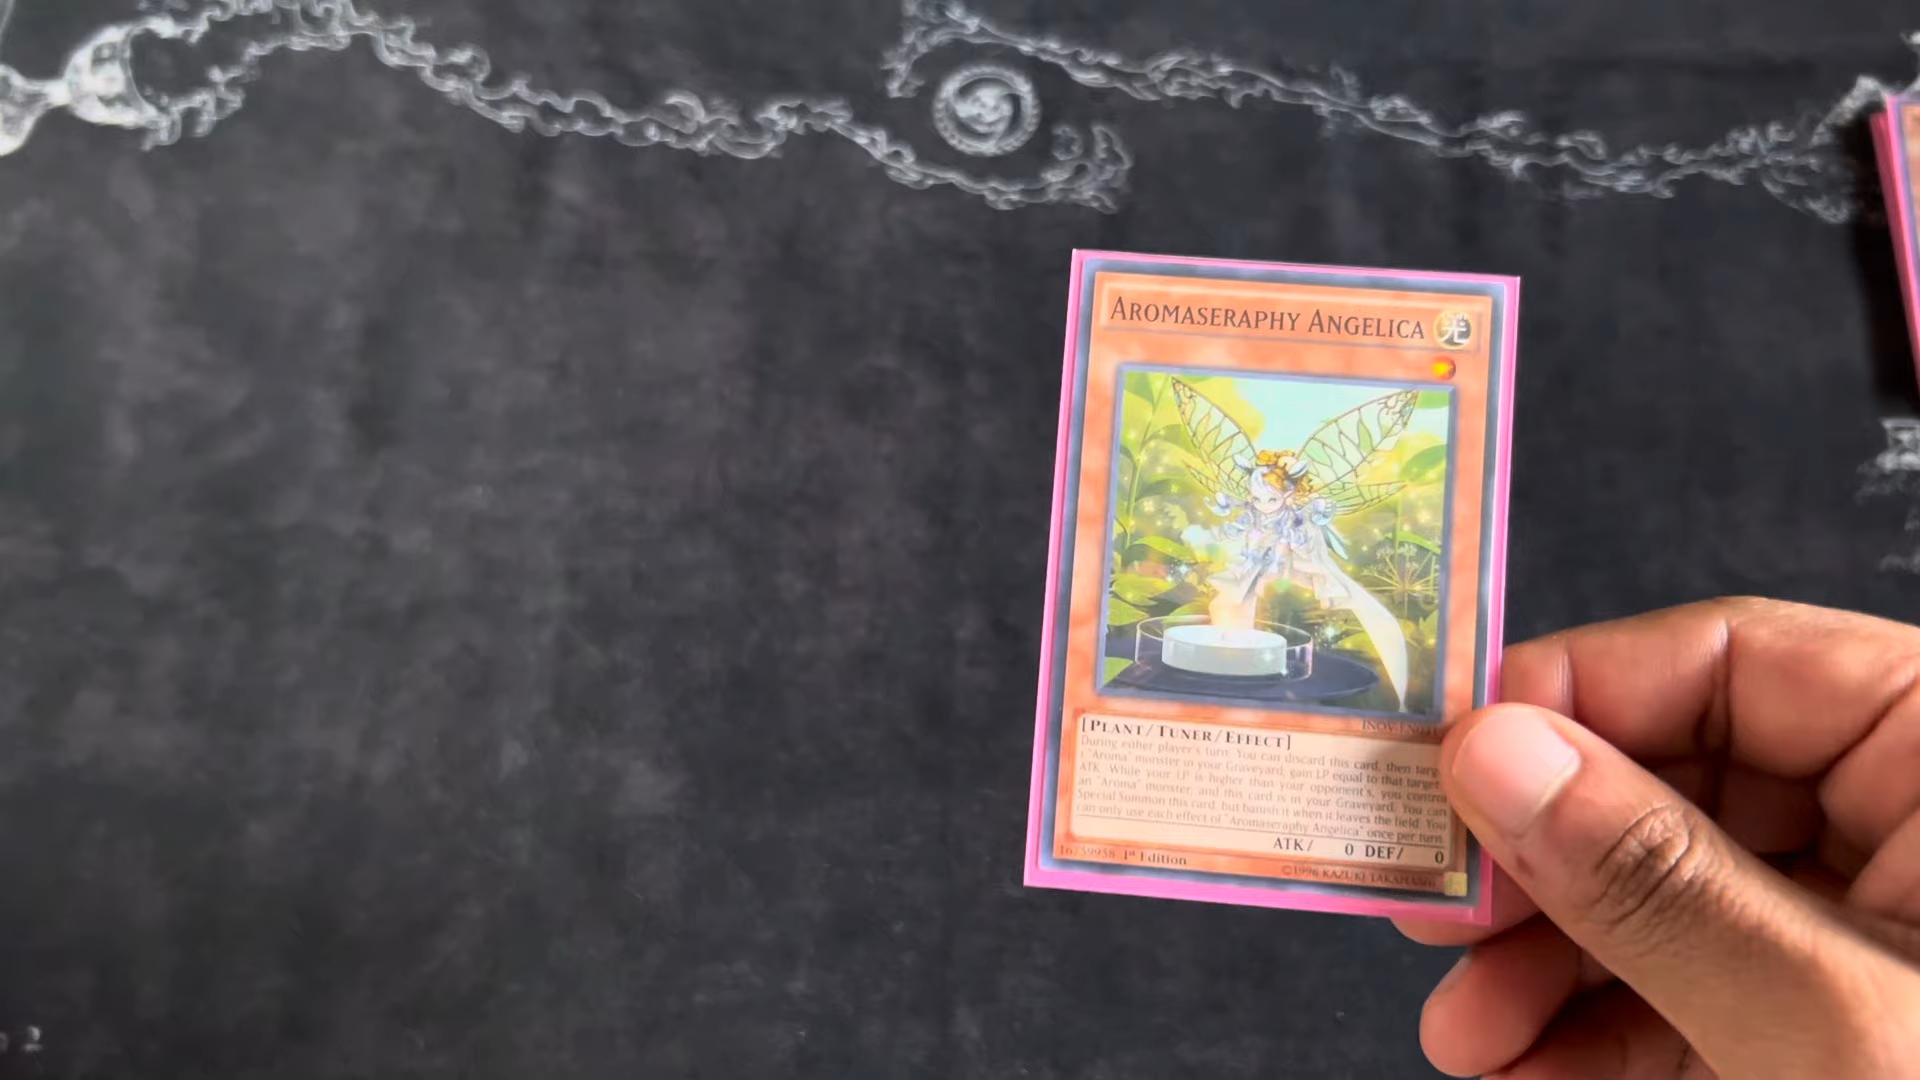 AROMASERAPHY ANGELICA
光
[PLANT/TUNER/EFFECT]
During either player's turn: You can discard this card, then
1 "Aroma" monster in your Graveyard; gain LP equal to that target
ATK. While your LP is higher than your opponent's, you control
an "Aroma" monster, and this card is in your Graveyard: You can
Special Summon this card, but banish it when it leaves the field. You
can only use each effect of "Aromaseraphy Angelica" once per turn.
ATK/ 0 DEF/ 0
1st Edition
©1996 KAZUKI TAKAHASHI